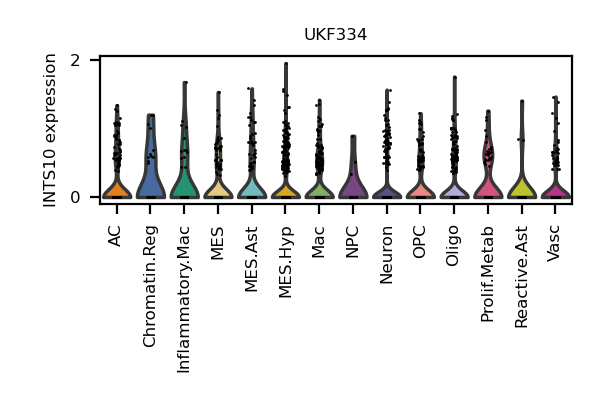 UKF334
INTS10 expression
2
0
AC
Chromatin.Reg
Inflammatory.Mac
MES
MES.Ast
MES.Hyp
Mac
NPC
Neuron
OPC
Oligo
Prolif.Metab
Reactive.Ast
Vasc